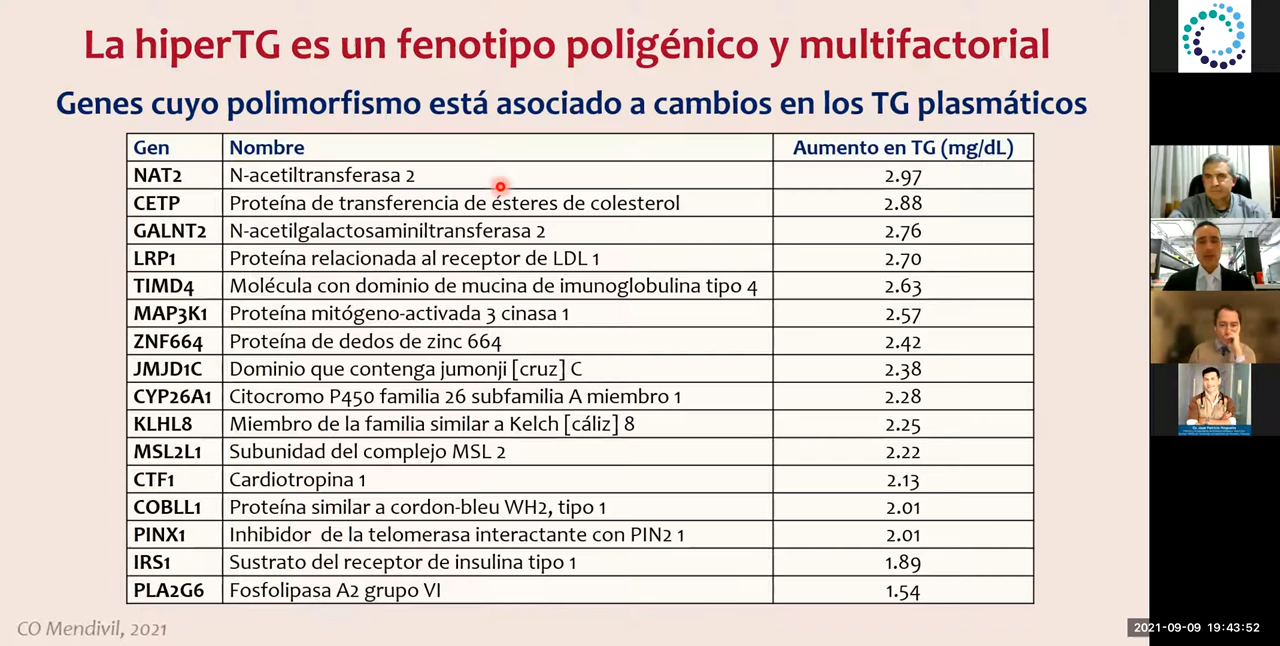 La hiperTG es un fenotipo poligénico y multifactorial
Genes cuyo polimorfismo está asociado a cambios en los TG plasmáticos
Gen Nombre Aumento en TG (mg/dL)
NAT2 N-acetiltransferasa 2 2.97
CETP Proteína de transferencia de ésteres de colesterol 2.88
GALNT2 N-acetilgalactosaminiltransferasa 2 2.76
LRP1 Proteína relacionada al receptor de LDL 1 2.70
TIMD4 Molécula con dominio de mucina de imunoglobulina tipo 4 2.63
MAP3K1 Proteína mitógeno-activada 3 cinasa 1 2.57
ZNF664 Proteína de dedos de zinc 664 2.42
JMJD1C Dominio que contenga jumonji [cruz] C 2.38
CYP26A1 Citocromo P450 familia 26 subfamilia A miembro 1 2.28
KLHL8 Miembro de la familia similar a Kelch [cáliz] 8 2.25
MSL2L1 Subunidad del complejo MSL 2 2.22
CTF1 Cardiotropina 1 2.13
COBLL1 Proteína similar a cordon-bleu WH2, tipo 1 2.01
PINX1 Inhibidor de la telomerasa interactante con PIN2 1 2.01
IRS1 Sustrato del receptor de insulina tipo 1 1.89
PLA2G6 Fosfolipasa A2 grupo VI 1.54
CO Mendivil, 2021
2021-09-09 19:43:52